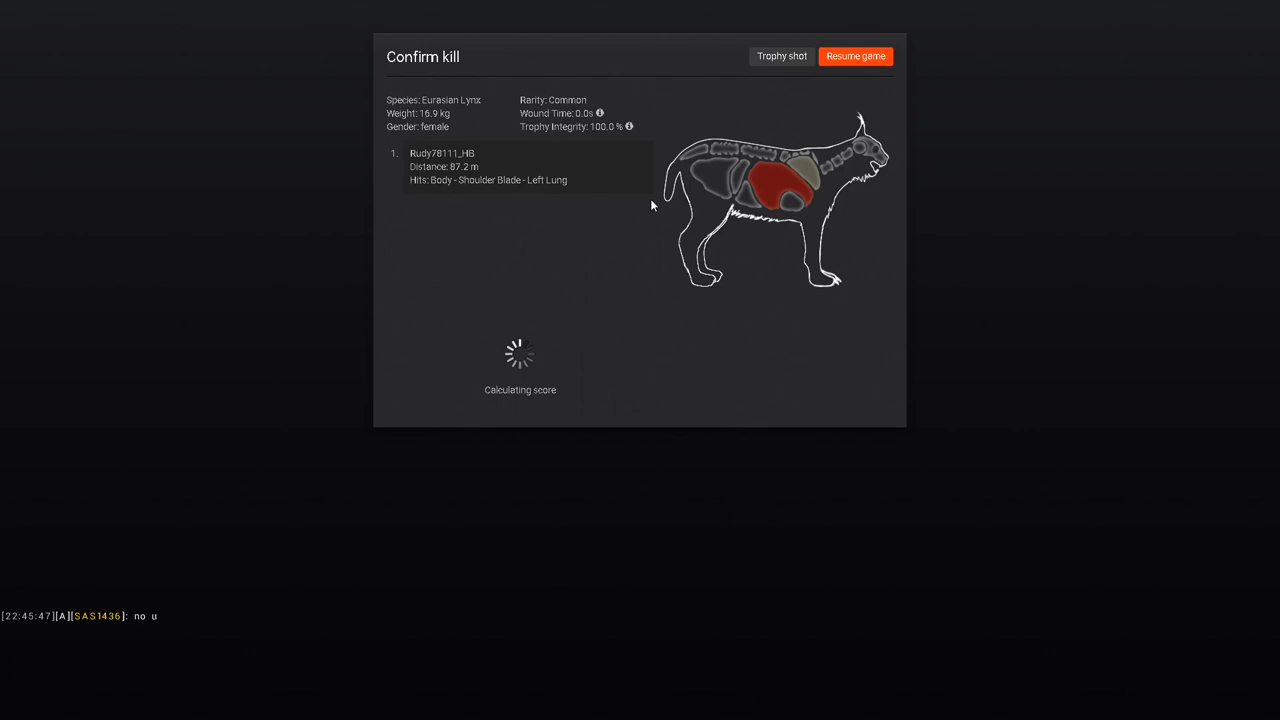 Confirm kill
Trophy shot
Resume game
Species: Eurasian Lynx
Rarity: Common
Weight: 16.9 kg
Wound Time: 0.0s
Gender: female
Trophy Integrity: 100.0 %
1. Rudy78111_HB
Distance: 87.2 m
Hits: Body - Shoulder Blade - Left Lung
Calculating score
[22:45:47][A][SAS1436]: no u